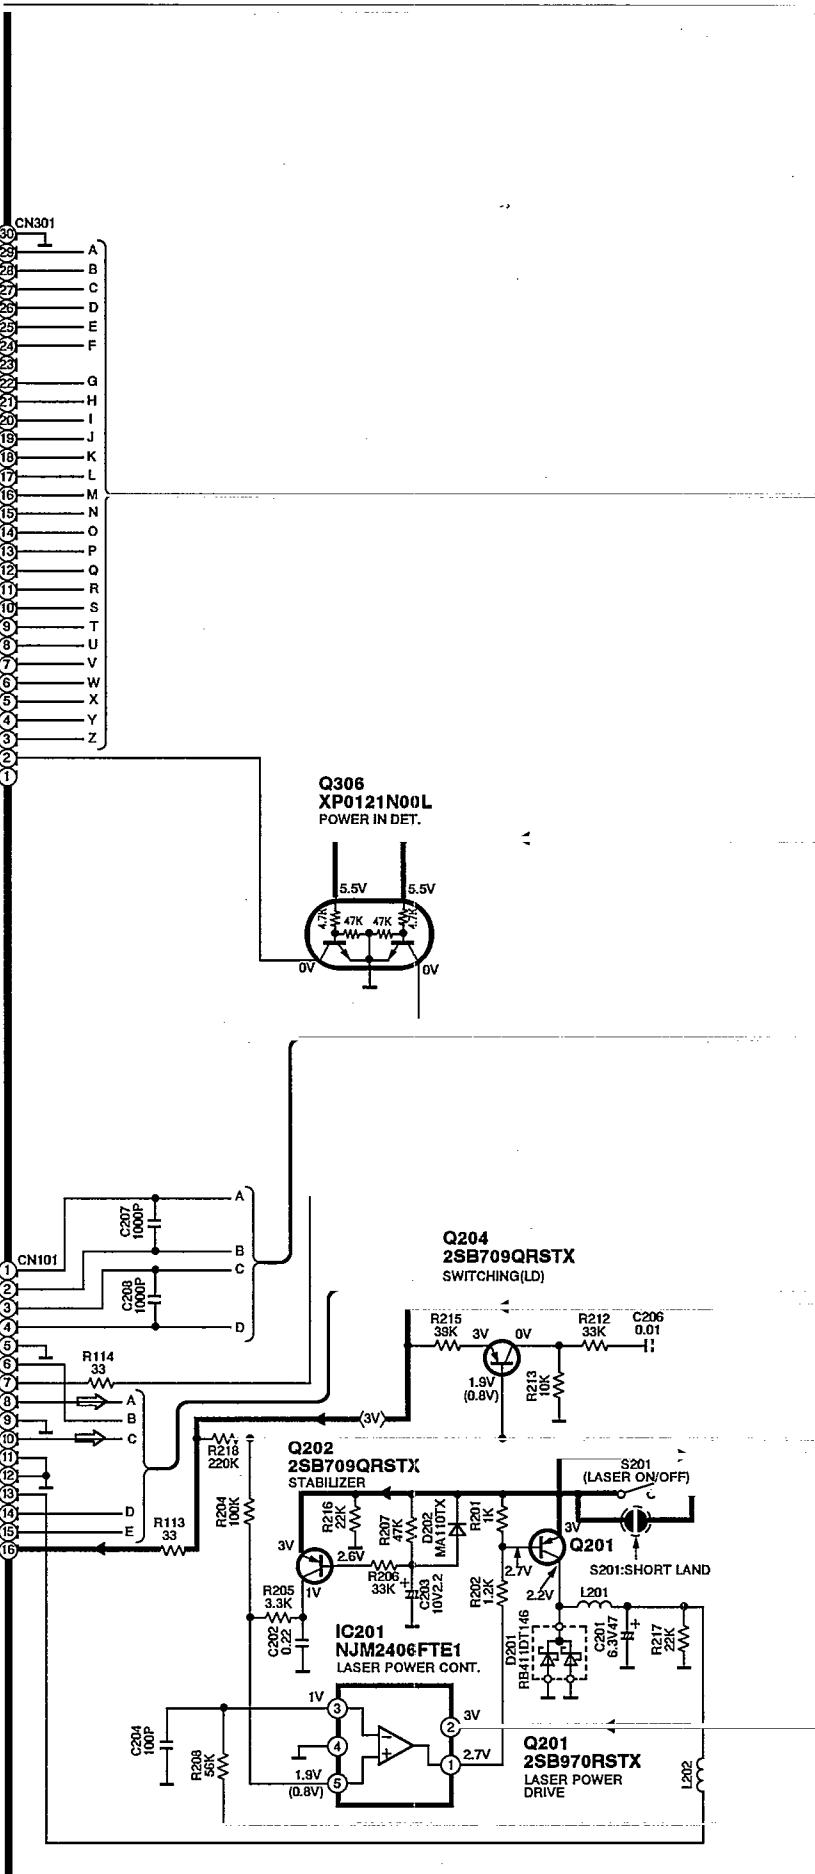 CN301
30
29 A
28 B
27 C
26 D
25 E
24 F
23
22 G
21 H
20 I
19 J
18 K
17 L
16 M
15 N
14 O
13 P
12 Q
11 R
10 S
9 T
8 U
7 V
6 W
5 X
4 Y
3 Z
2
1
Q306
XP0121N00L
POWER IN DET.
5.5V 5.5V
4.7K 47K 47K 4.7K
0V 0V
A
C207
1000P
B
CN101
1
C
2
C208
1000P
3
4 D
5
6
R114
33
7
8 A
9 B
10 C
11
12
13
14 D
15 E
16
R113
33
Q204
2SB709QRSTX
SWITCHING(LD)
R215
39K
3V 0V
R212
33K
C206
0.01
1.9V
(0.8V)
R213
10K
(3V)
R218
220K
Q202
2SB709QRSTX
STABILIZER
S201
(LASER ON/OFF)
R204
100K
R216
22K
R207
47K
D202
MA110TX
R201
1K
3V
Q201
3V
2.6V
S201:SHORT LAND
R206
33K
C203
10V2.2
+
2.7V
R202
1.2K
2.2V
1V
R205
3.3K
C202
0.22
L201
D201
RB411DT146
C201
6.3V47
+
R217
22K
IC201
NJM2406FTE1
LASER POWER CONT.
1V 3
2 3V
C204
100P
4
− +
1 2.7V
R208
56K
1.9V
(0.8V)
5
Q201
2SB970RSTX
LASER POWER
DRIVE
L202